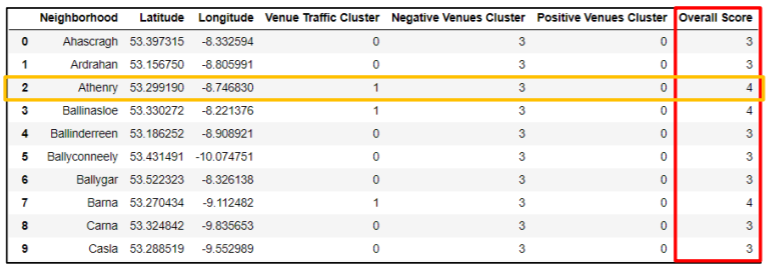 Neighborhood Latitude Longitude Venue Traffic Cluster Negative Venues Cluster Positive Venues Cluster Overall Score
0 Ahascragh 53.397315 -8.332594 0 3 0 3
1 Ardrahan 53.156750 -8.805991 0 3 0 3
2 Athenry 53.299190 -8.746830 1 3 0 4
3 Ballinasloe 53.330272 -8.221376 1 3 0 4
4 Ballinderreen 53.186252 -8.908921 0 3 0 3
5 Ballyconneely 53.431491 -10.074751 0 3 0 3
6 Ballygar 53.522323 -8.326138 0 3 0 3
7 Barna 53.270434 -9.112482 1 3 0 4
8 Carna 53.324842 -9.835653 0 3 0 3
9 Casla 53.288519 -9.552989 0 3 0 3